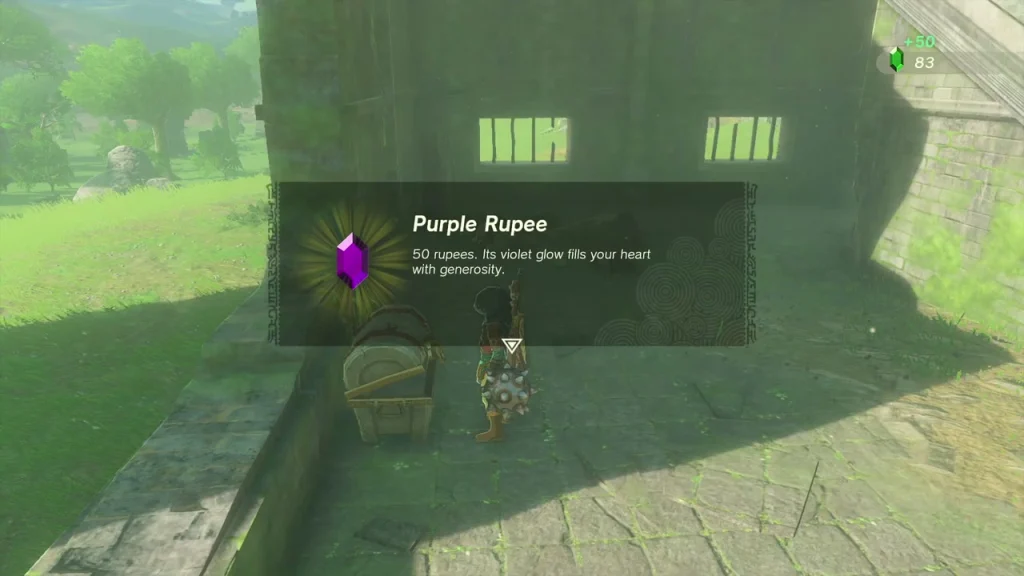 +50
83
Purple Rupee
50 rupees. Its violet glow fills your heart
with generosity.